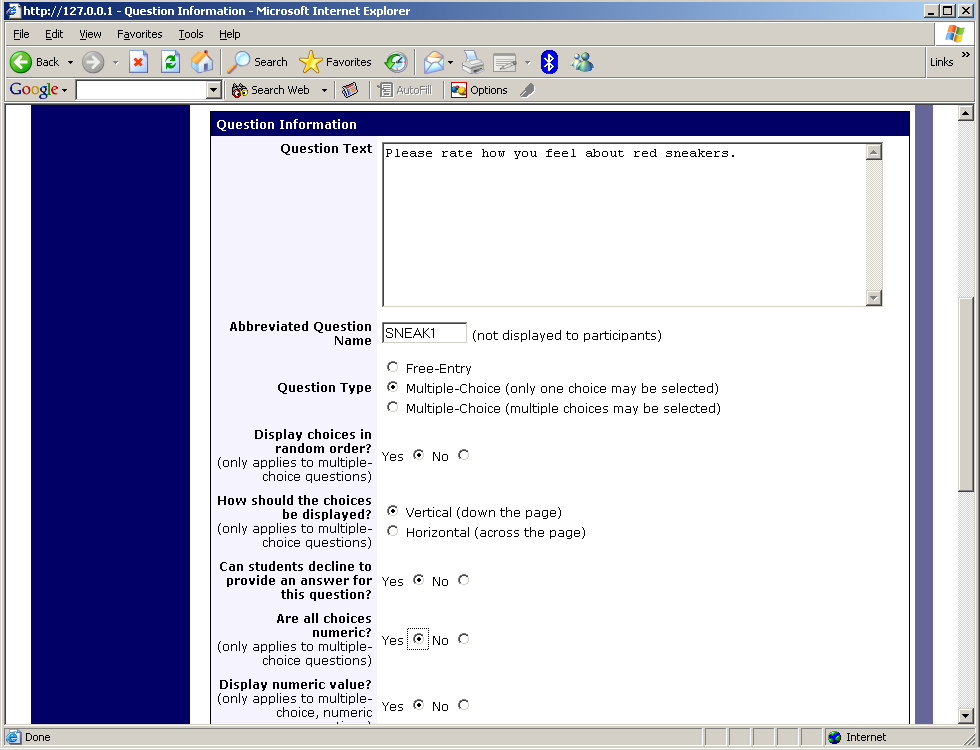 http://127.0.0.1 - Question Information - Microsoft Internet Explorer
File Edit View Favorites Tools Help
Back Search Favorites Links »
Google Search Web AutoFill Options
Question Information
Question Text
Please rate how you feel about red sneakers.
Abbreviated Question
Name
SNEAK1 (not displayed to participants)
Question Type
Free-Entry
Multiple-Choice (only one choice may be selected)
Multiple-Choice (multiple choices may be selected)
Display choices in
random order?
(only applies to multiple-
choice questions)
Yes No
How should the choices
be displayed?
(only applies to multiple-
choice questions)
Vertical (down the page)
Horizontal (across the page)
Can students decline to
provide an answer for
this question?
Yes No
Are all choices
numeric?
(only applies to multiple-
choice questions)
Yes No
Display numeric value?
(only applies to multiple-
choice, numeric
Yes No
Done Internet